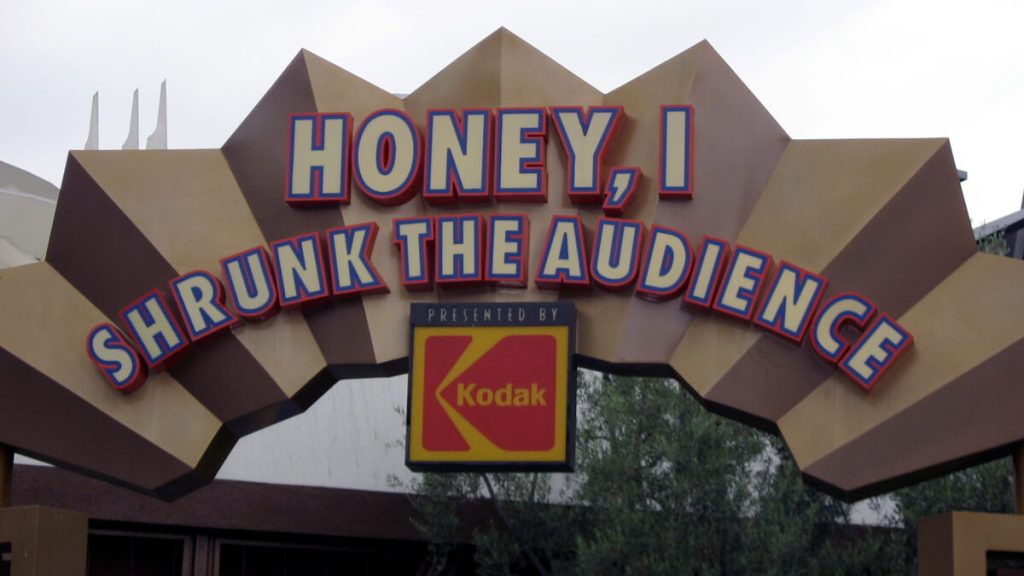 HONEY, I
SHRUNK THE AUDIENCE
PRESENTED BY
Kodak